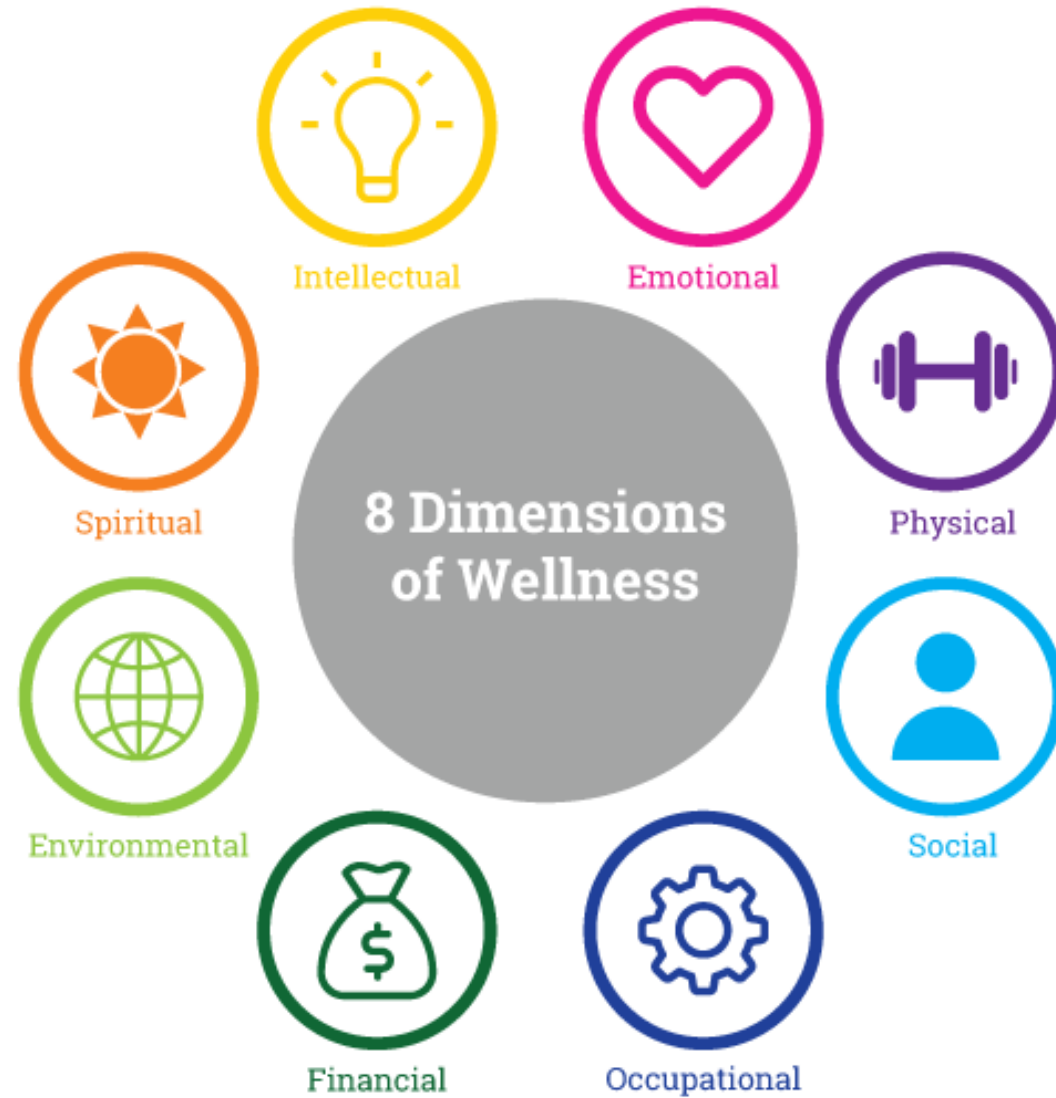 Intellectual
Emotional
Spiritual
Physical
8 Dimensions
of Wellness
Environmental
Social
$
Financial
Occupational